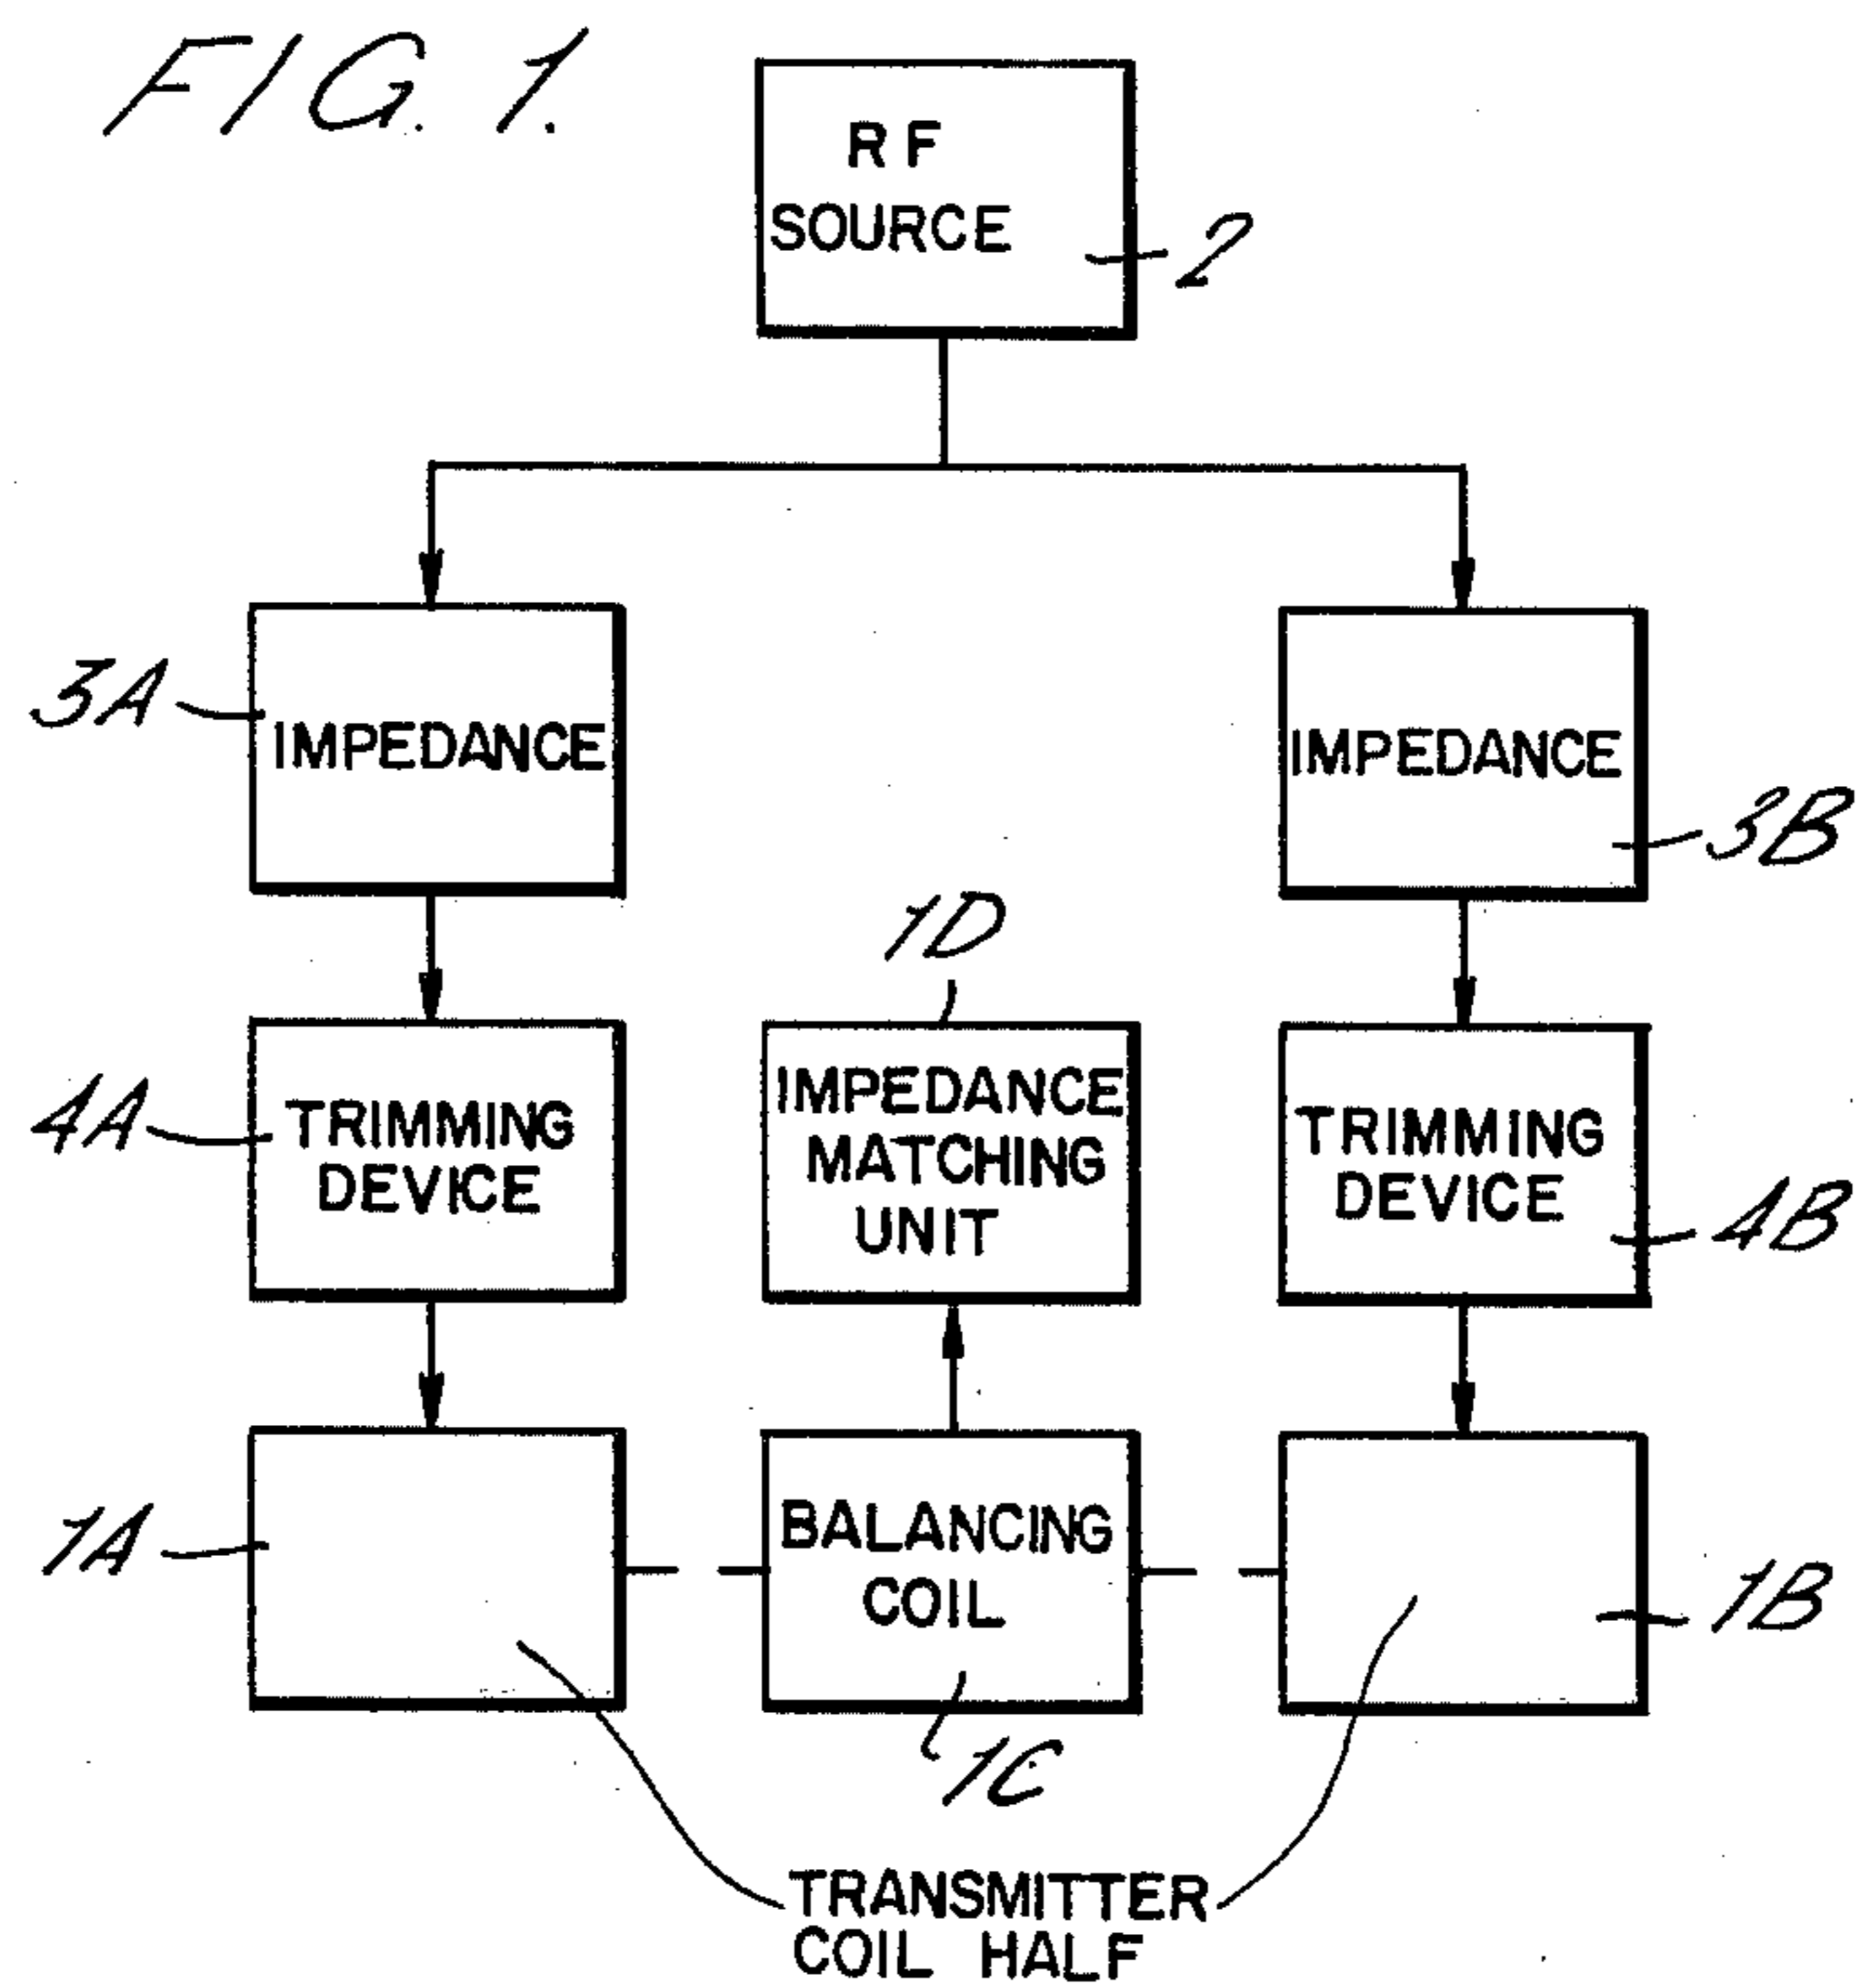 FIG. 1.
RF
SOURCE
2
3A
IMPEDANCE
IMPEDANCE
3B
1D
4A
TRIMMING
DEVICE
IMPEDANCE
MATCHING
UNIT
TRIMMING
DEVICE
4B
1A
BALANCING
COIL
1B
1C
TRANSMITTER
COIL HALF